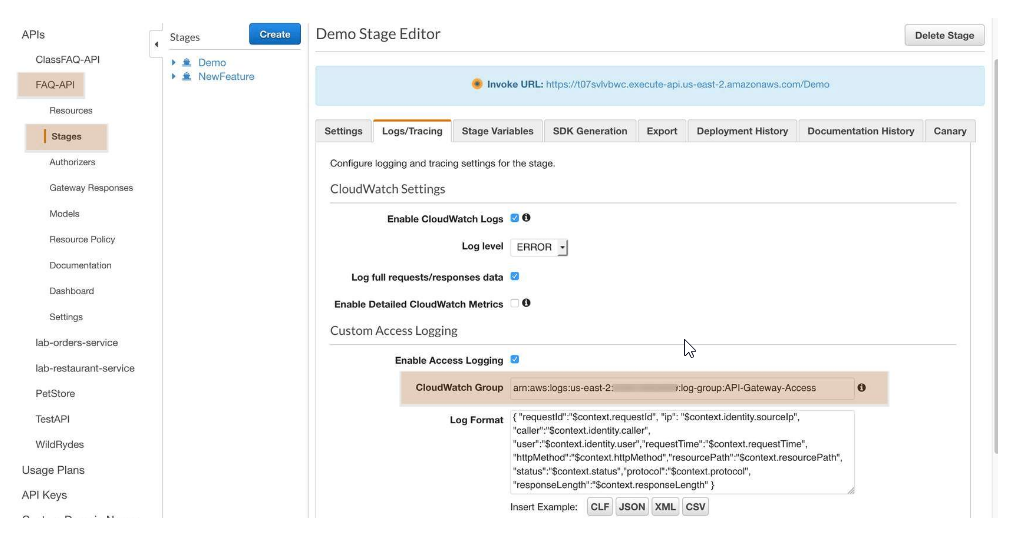 APIs
ClassFAQ-API
FAQ-API
Resources
Stages
Authorizers
Gateway Responses
Models
Resource Policy
Documentation
Dashboard
Settings
lab-orders-service
lab-restaurant-service
PetStore
TestAPI
WildRydes
Usage Plans
API Keys
Stages
Create
Demo
NewFeature
Demo Stage Editor
Delete Stage
Invoke URL: https://t07svlvbwc.execute-api.us-east-2.amazonaws.com/Demo
Settings Logs/Tracing Stage Variables SDK Generation Export Deployment History Documentation History Canary
Configure logging and tracing settings for the stage.
CloudWatch Settings
Enable CloudWatch Logs
Log level ERROR
Log full requests/responses data
Enable Detailed CloudWatch Metrics
Custom Access Logging
Enable Access Logging
CloudWatch Group arn:aws:logs:us-east-2: :log-group:API-Gateway-Access
Log Format
{ "requestId":"$context.requestId", "ip": "$context.identity.sourceIp",
"caller":"$context.identity.caller",
"user":"$context.identity.user","requestTime":"$context.requestTime",
"httpMethod":"$context.httpMethod","resourcePath":"$context.resourcePath",
"status":"$context.status","protocol":"$context.protocol",
"responseLength":"$context.responseLength" }
Insert Example: CLF JSON XML CSV